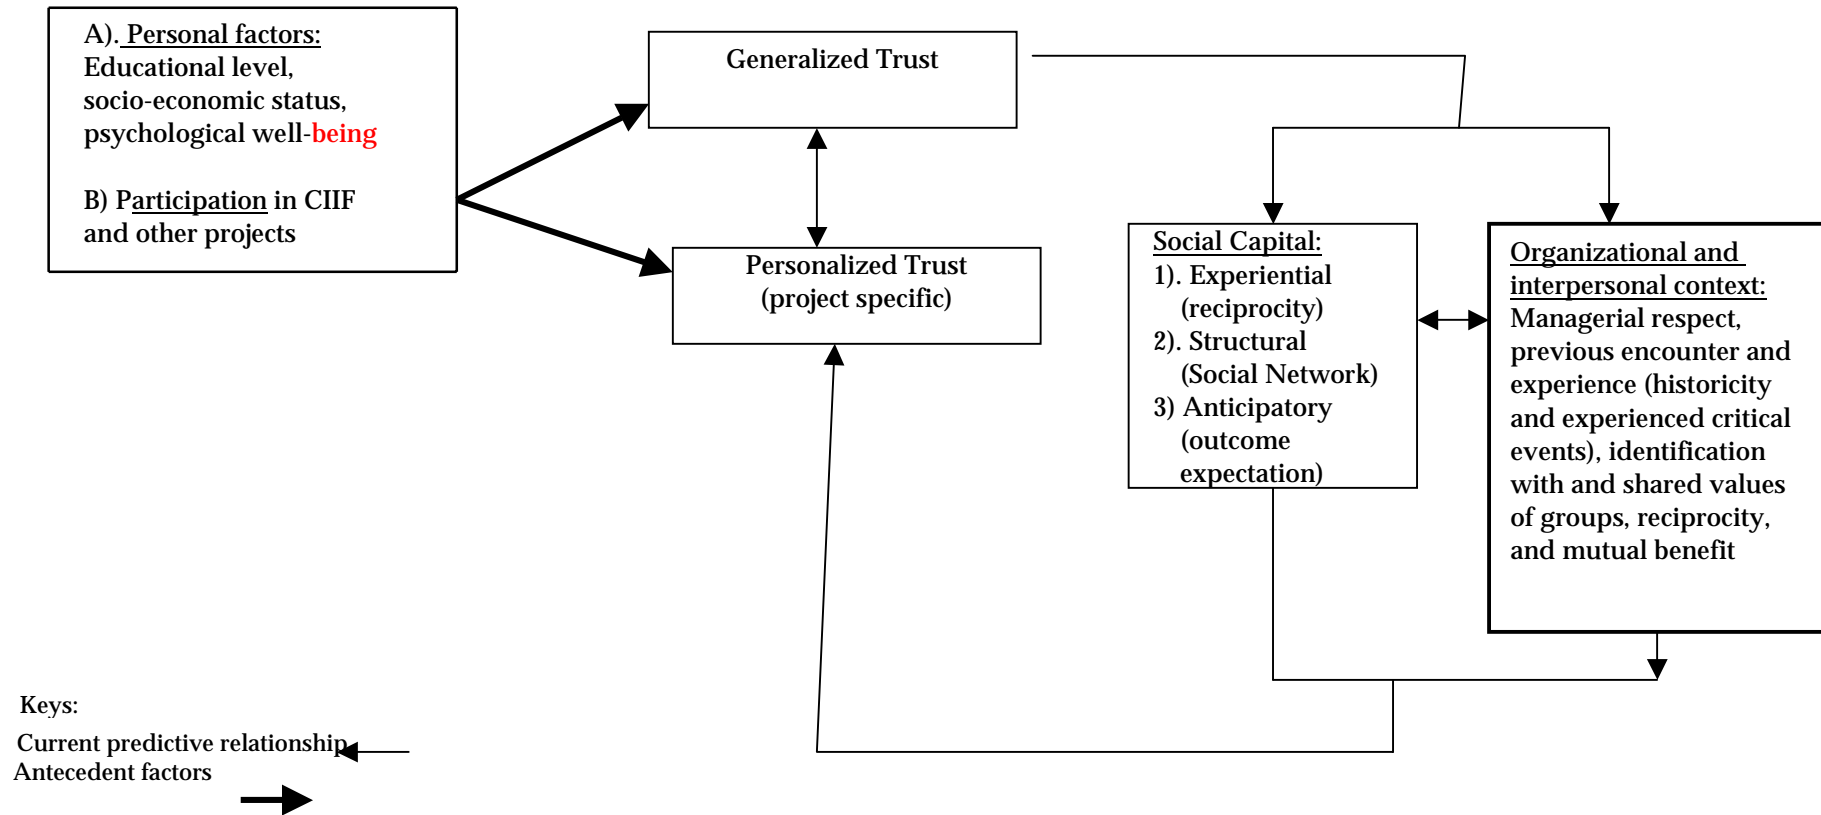 A). Personal factors:
Educational level,
socio-economic status,
psychological well-being
B) Participation in CIIF
and other projects
Generalized Trust
Personalized Trust
(project specific)
Social Capital:
1). Experiential
(reciprocity)
2). Structural
(Social Network)
3) Anticipatory
(outcome
expectation)
Organizational and
interpersonal context:
Managerial respect,
previous encounter and
experience (historicity
and experienced critical
events), identification
with and shared values
of groups, reciprocity,
and mutual benefit
Keys:
Current predictive relationship
Antecedent factors